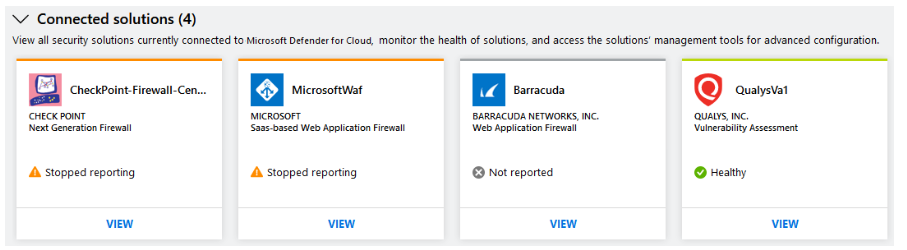 Connected solutions (4)
View all security solutions currently connected to Microsoft Defender for Cloud, monitor the health of solutions, and access the solutions' management tools for advanced configuration.
CheckPoint-Firewall-Cen...
CHECK POINT
Next Generation Firewall
Stopped reporting
VIEW
MicrosoftWaf
MICROSOFT
Saas-based Web Application Firewall
Stopped reporting
VIEW
Barracuda
BARRACUDA NETWORKS, INC.
Web Application Firewall
Not reported
VIEW
QualysVa1
QUALYS, INC.
Vulnerability Assessment
Healthy
VIEW